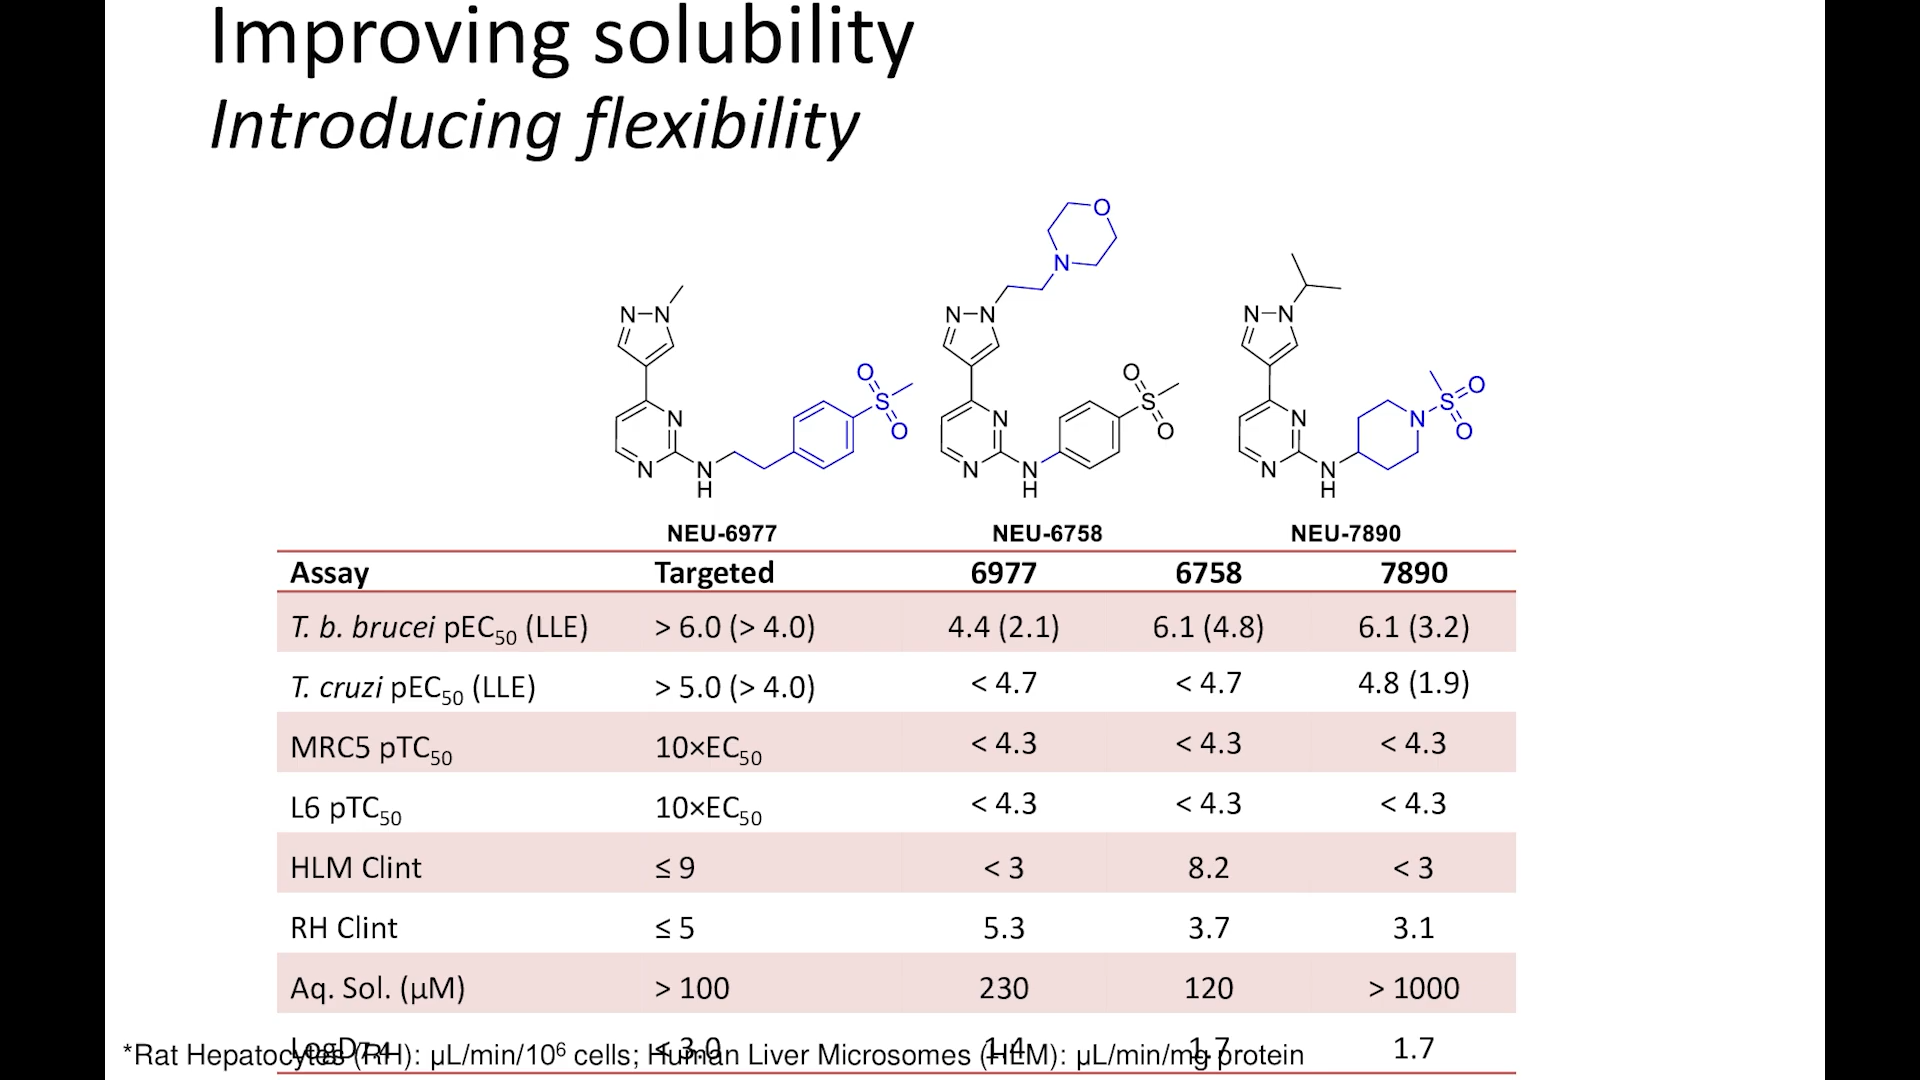 Improving solubility
Introducing flexibility
O
N
N N N N N N
O O O
S S N S
O O O
N N N
N N N N N N
H H H
NEU-6977 NEU-6758 NEU-7890
Assay Targeted 6977 6758 7890
T. b. brucei pEC50 (LLE) > 6.0 (> 4.0) 4.4 (2.1) 6.1 (4.8) 6.1 (3.2)
T. cruzi pEC50 (LLE) > 5.0 (> 4.0) < 4.7 < 4.7 4.8 (1.9)
MRC5 pTC50 10×EC50 < 4.3 < 4.3 < 4.3
L6 pTC50 10×EC50 < 4.3 < 4.3 < 4.3
HLM Clint ≤ 9 < 3 8.2 < 3
RH Clint ≤ 5 5.3 3.7 3.1
Aq. Sol. (µM) > 100 230 120 > 1000
LogD7.4 < 3.0 1.4 1.7 1.7
*Rat Hepatocytes (RH): µL/min/10⁶ cells; Human Liver Microsomes (HLM): µL/min/mg protein